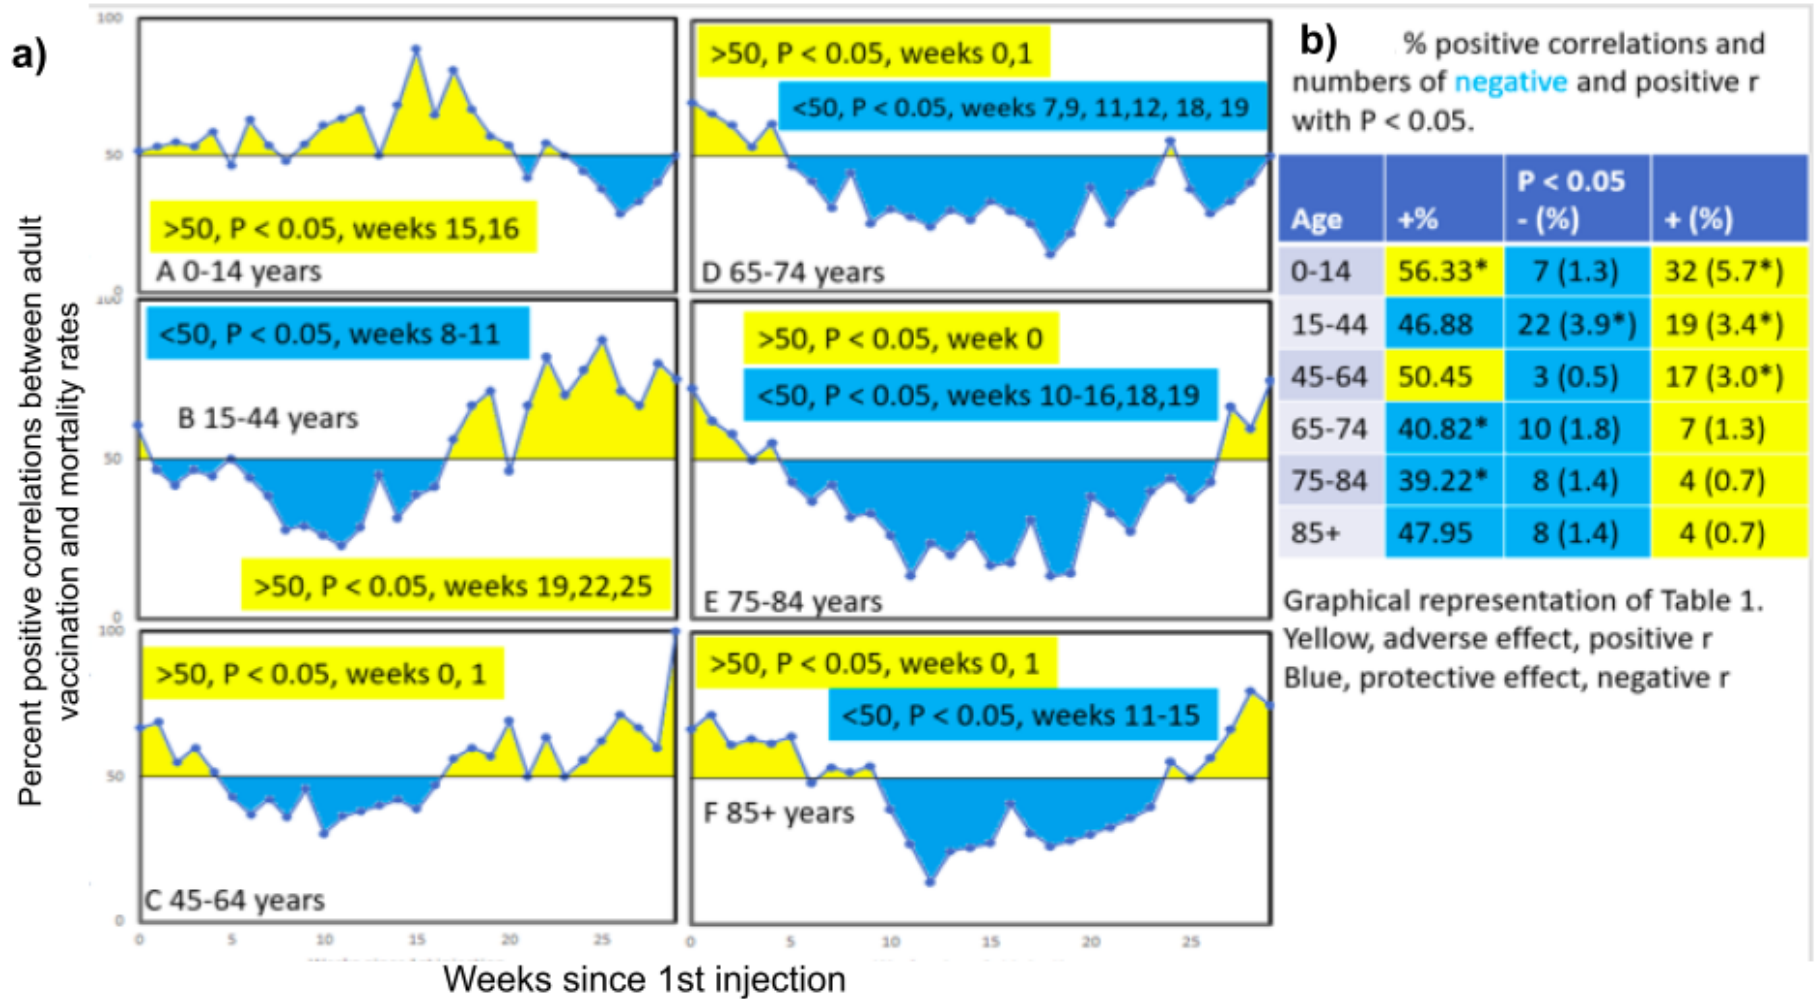 a)
Percent positive correlations between adult
vaccination and mortality rates
100
50
0
>50, P < 0.05, weeks 15,16
A 0-14 years
100
50
0
<50, P < 0.05, weeks 8-11
B 15-44 years
>50, P < 0.05, weeks 19,22,25
100
50
0
>50, P < 0.05, weeks 0, 1
C 45-64 years
0 5 10 15 20 25
>50, P < 0.05, weeks 0,1
<50, P < 0.05, weeks 7,9, 11,12, 18, 19
D 65-74 years
>50, P < 0.05, week 0
<50, P < 0.05, weeks 10-16,18,19
E 75-84 years
>50, P < 0.05, weeks 0, 1
<50, P < 0.05, weeks 11-15
F 85+ years
0 5 10 15 20 25
Weeks since 1st injection
b)
% positive correlations and
numbers of negative and positive r
with P < 0.05.
P < 0.05
Age +% - (%) + (%)
0-14 56.33* 7 (1.3) 32 (5.7*)
15-44 46.88 22 (3.9*) 19 (3.4*)
45-64 50.45 3 (0.5) 17 (3.0*)
65-74 40.82* 10 (1.8) 7 (1.3)
75-84 39.22* 8 (1.4) 4 (0.7)
85+ 47.95 8 (1.4) 4 (0.7)
Graphical representation of Table 1.
Yellow, adverse effect, positive r
Blue, protective effect, negative r